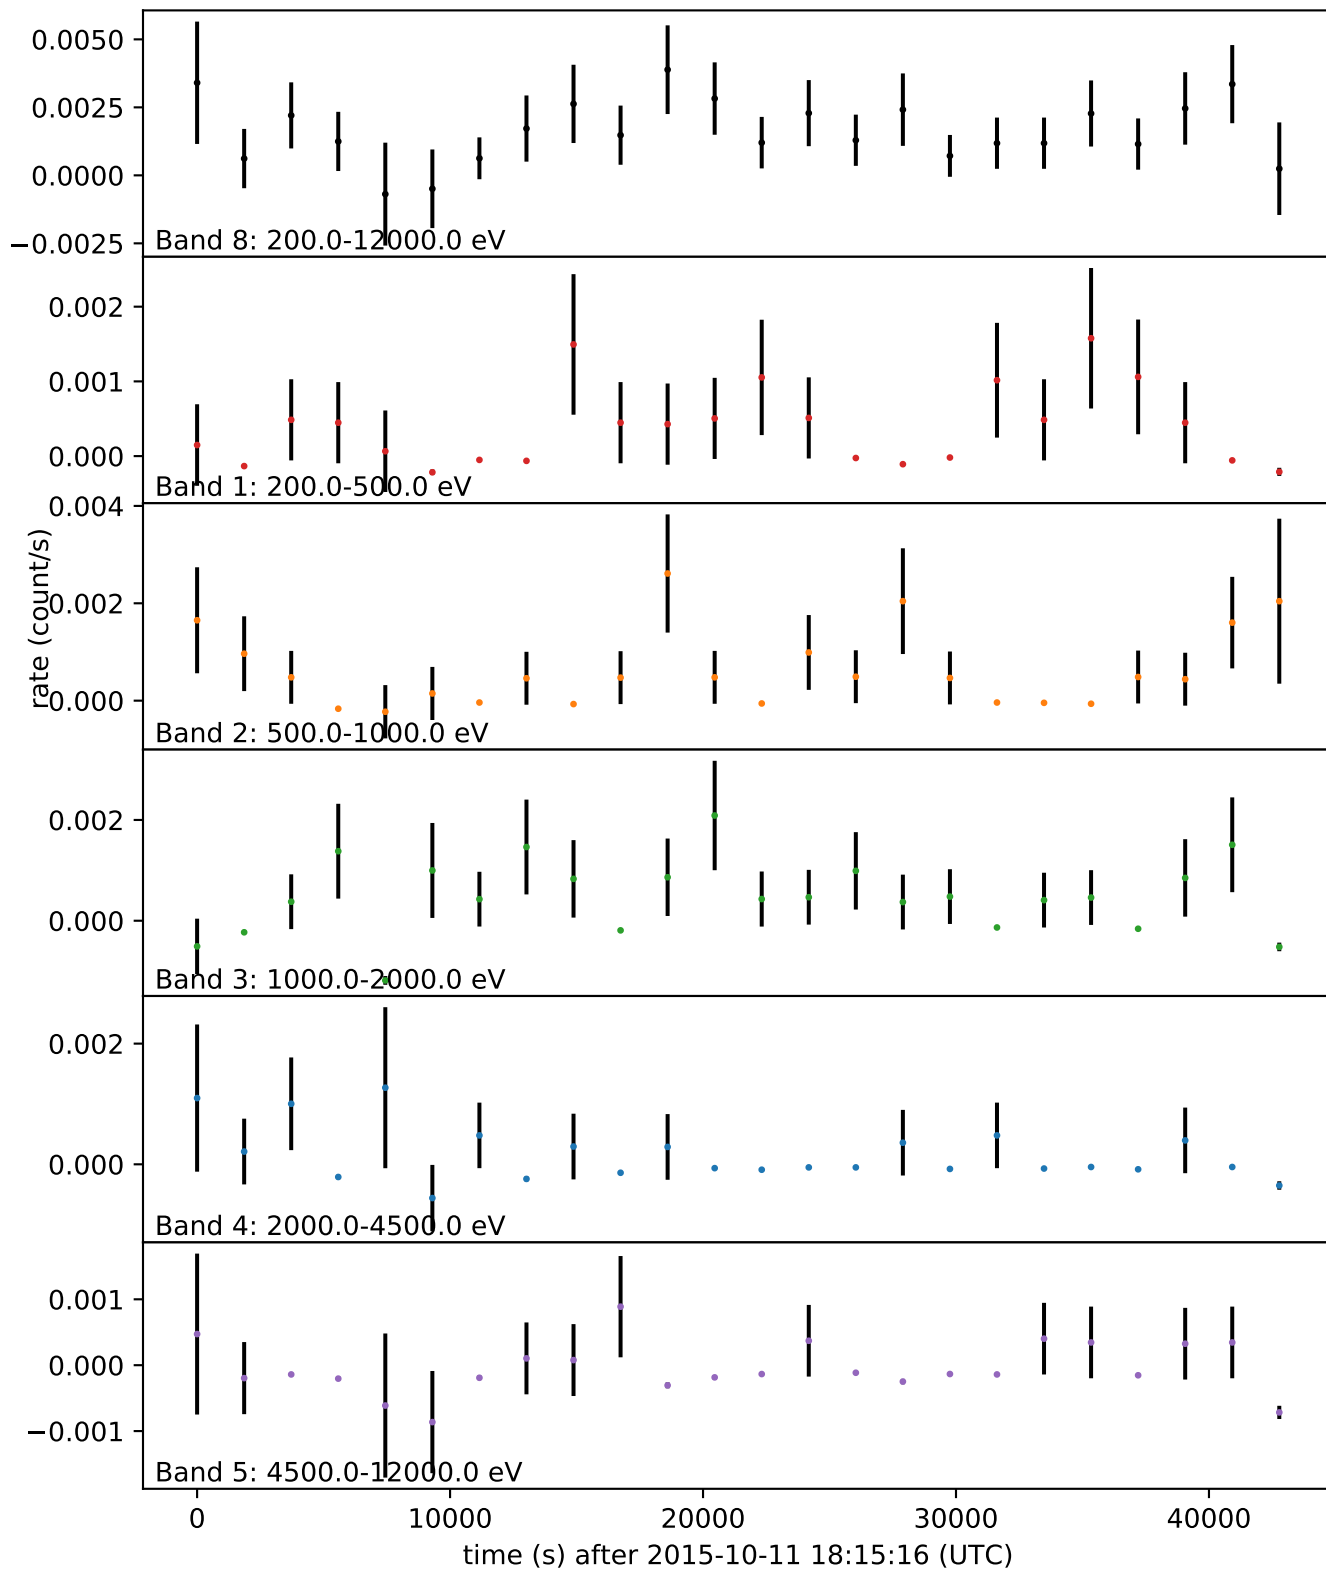 0.0050
0.0025
0.0000
−0.0025
Band 8: 200.0-12000.0 eV
0.002
0.001
0.000
Band 1: 200.0-500.0 eV
0.004
0.002
0.000
rate (count/s)
Band 2: 500.0-1000.0 eV
0.002
0.000
Band 3: 1000.0-2000.0 eV
0.002
0.000
Band 4: 2000.0-4500.0 eV
0.001
0.000
−0.001
Band 5: 4500.0-12000.0 eV
0 10000 20000 30000 40000
time (s) after 2015-10-11 18:15:16 (UTC)